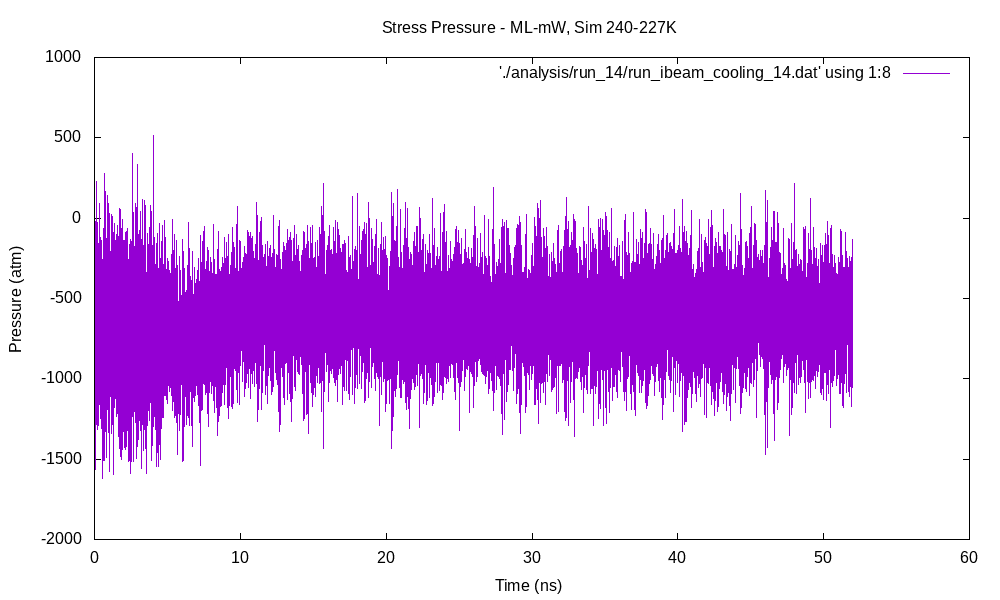 Stress Pressure - ML-mW, Sim 240-227K
'./analysis/run_14/run_ibeam_cooling_14.dat' using 1:8
1000
500
0
-500
-1000
-1500
-2000
Pressure (atm)
0 10 20 30 40 50 60
Time (ns)